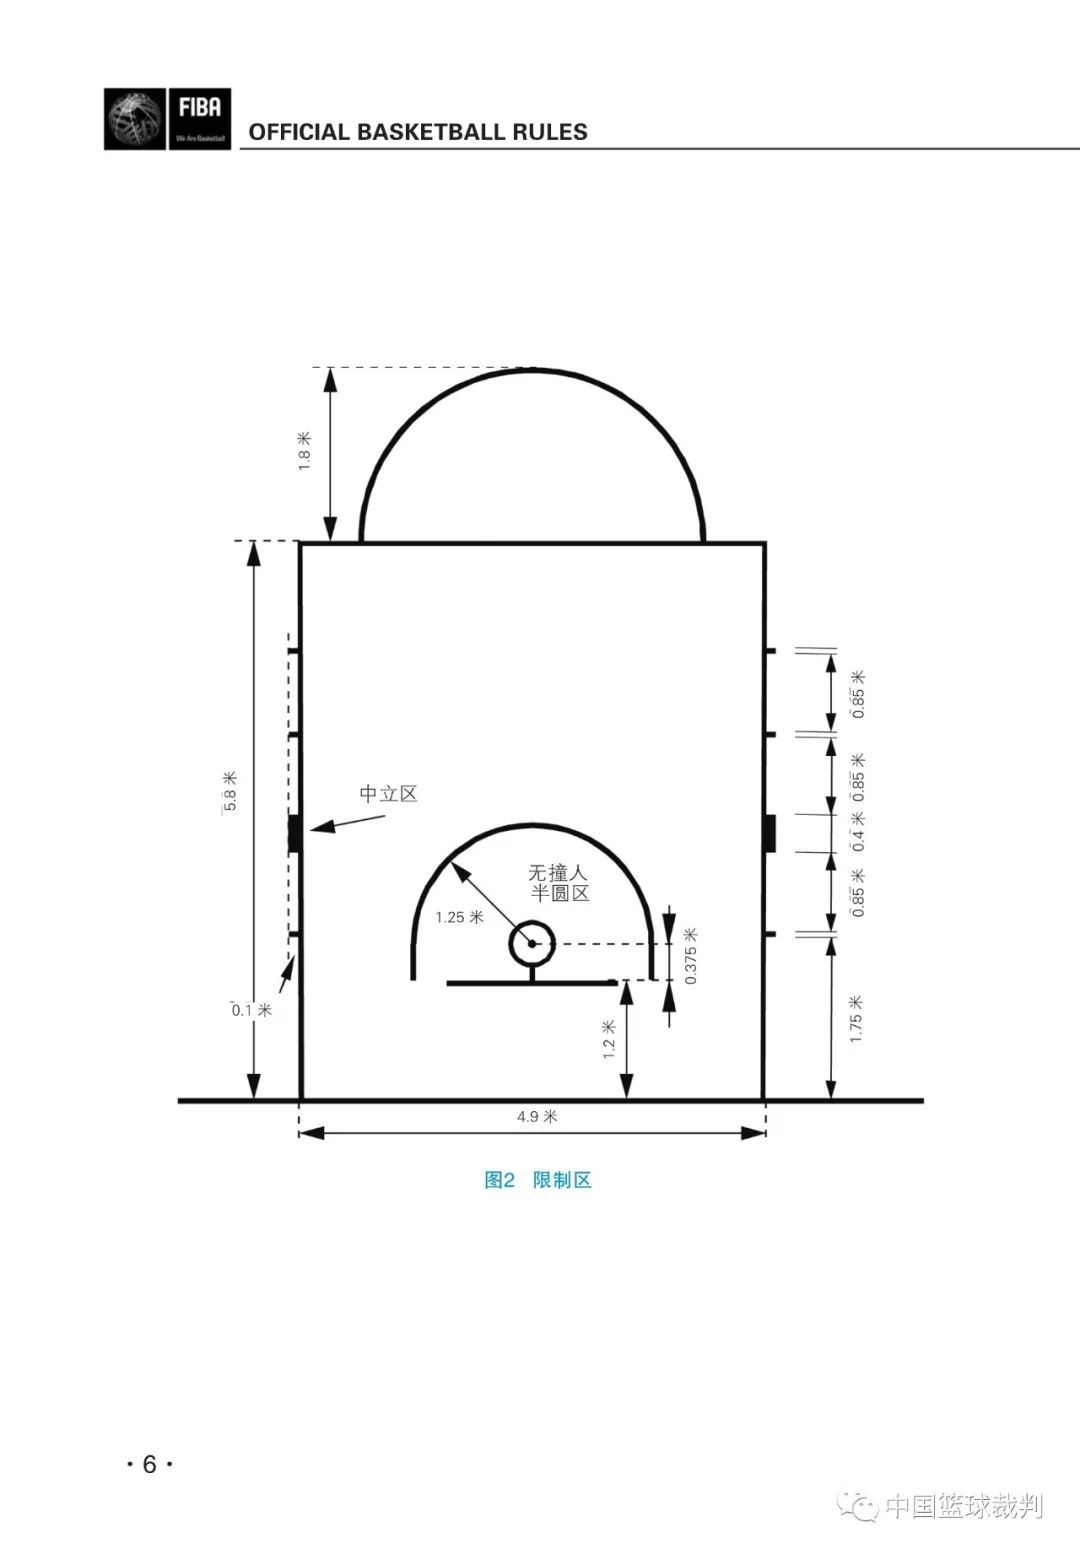 FIBA
We Are Basketball
OFFICIAL BASKETBALL RULES
1.8 米
5.8 米
0.85 米
0.85 米
中立区
0.4 米
无撞人
半圆区
0.85 米
1.25 米
0.375 米
0.1 米
1.2 米
1.75 米
4.9 米
图2 限制区
·6·
中国篮球裁判